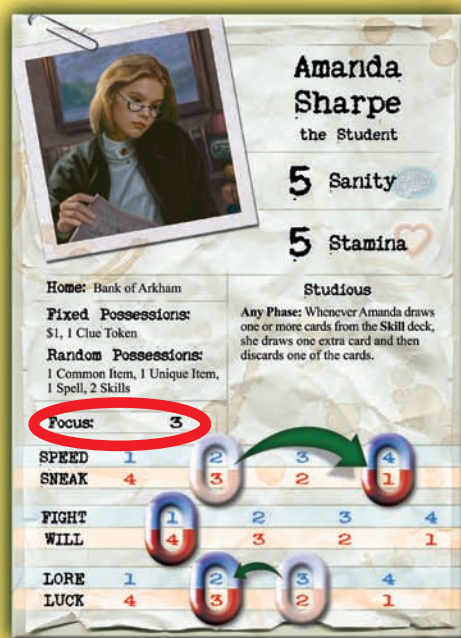 Amanda
Sharpe
the Student
5 Sanity
5 Stamina
Home: Bank of Arkham
Fixed Possessions:
$1, 1 Clue Token
Random Possessions:
1 Common Item, 1 Unique Item,
1 Spell, 2 Skills
Studious
Any Phase: Whenever Amanda draws
one or more cards from the Skill deck,
she draws one extra card and then
discards one of the cards.
Focus: 3
SPEED 1 2 3 4
SNEAK 4 3 2 1
FIGHT 1 2 3 4
WILL 4 3 2 1
LORE 1 2 3 4
LUCK 4 3 2 1